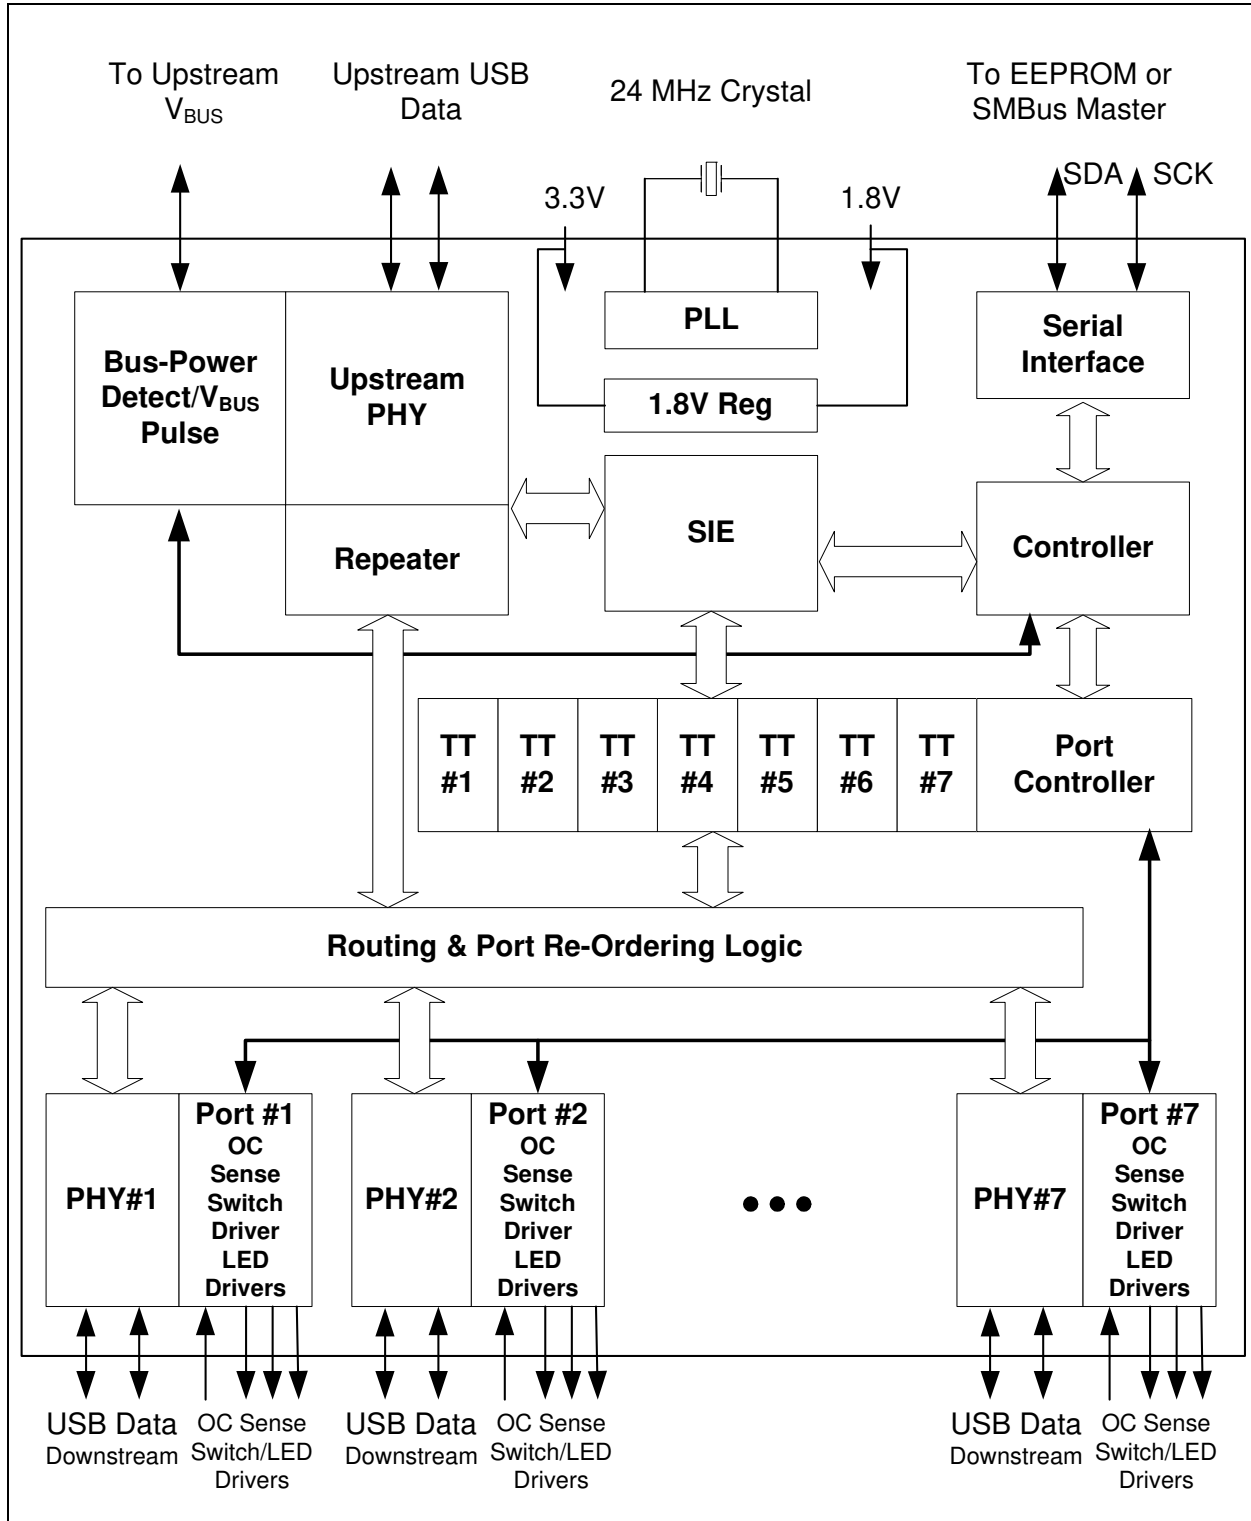 To Upstream
VBUS
Upstream USB
Data
24 MHz Crystal
To EEPROM or
SMBus Master
3.3V
1.8V
SDA
SCK
Bus-Power
Detect/VBUS
Pulse
Upstream
PHY
PLL
1.8V Reg
Serial
Interface
Repeater
SIE
Controller
TT
#1
TT
#2
TT
#3
TT
#4
TT
#5
TT
#6
TT
#7
Port
Controller
Routing & Port Re-Ordering Logic
PHY#1
Port #1
OC
Sense
Switch
Driver
LED
Drivers
PHY#2
Port #2
OC
Sense
Switch
Driver
LED
Drivers
PHY#7
Port #7
OC
Sense
Switch
Driver
LED
Drivers
USB Data
Downstream
OC Sense
Switch/LED
Drivers
USB Data
Downstream
OC Sense
Switch/LED
Drivers
USB Data
Downstream
OC Sense
Switch/LED
Drivers